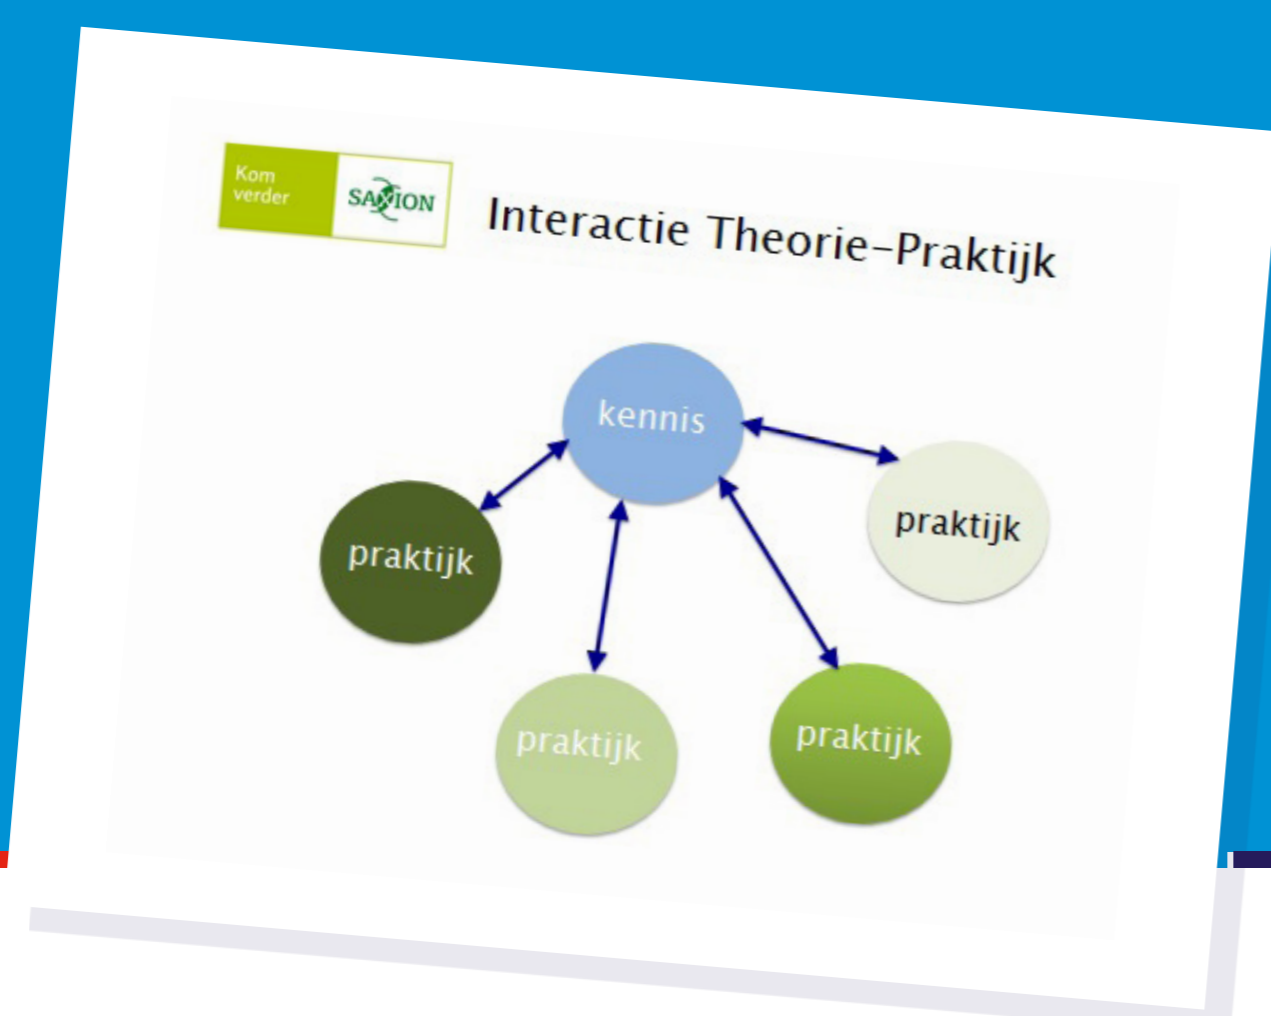 Kom
verder
SAXION
Interactie Theorie-Praktijk
kennis
praktijk
praktijk
praktijk
praktijk